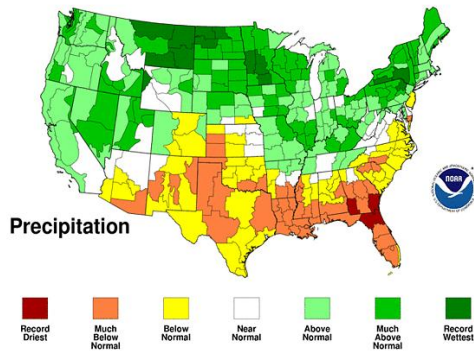 NOAA
Precipitation
Record Driest
Much Below Normal
Below Normal
Near Normal
Above Normal
Much Above Normal
Record Wettest